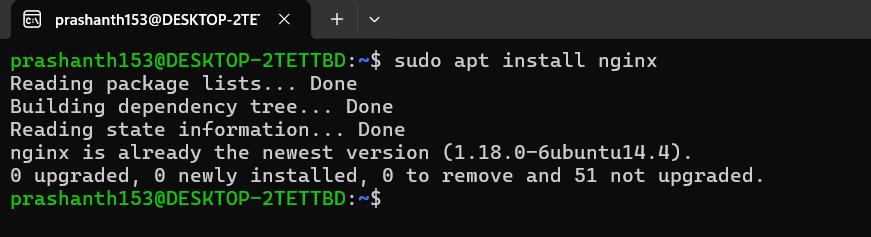 prashanth153@DESKTOP-2TE
prashanth153@DESKTOP-2TETTBD:~$ sudo apt install nginx
Reading package lists... Done
Building dependency tree... Done
Reading state information... Done
nginx is already the newest version (1.18.0-6ubuntu14.4).
0 upgraded, 0 newly installed, 0 to remove and 51 not upgraded.
prashanth153@DESKTOP-2TETTBD:~$